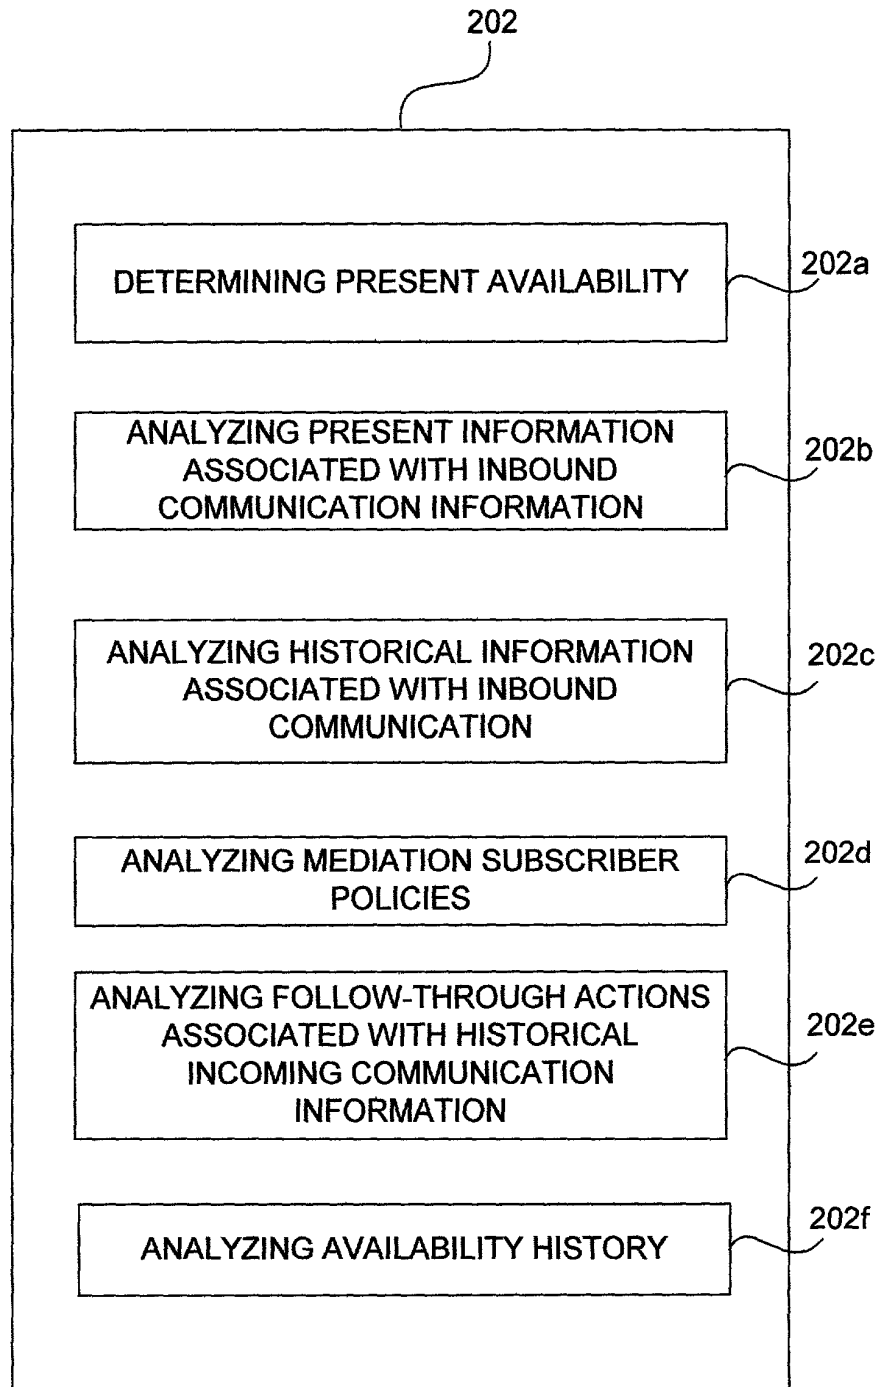 202
DETERMINING PRESENT AVAILABILITY
202a
ANALYZING PRESENT INFORMATION
ASSOCIATED WITH INBOUND
COMMUNICATION INFORMATION
202b
ANALYZING HISTORICAL INFORMATION
ASSOCIATED WITH INBOUND
COMMUNICATION
202c
ANALYZING MEDIATION SUBSCRIBER
POLICIES
202d
ANALYZING FOLLOW-THROUGH ACTIONS
ASSOCIATED WITH HISTORICAL
INCOMING COMMUNICATION
INFORMATION
202e
ANALYZING AVAILABILITY HISTORY
202f